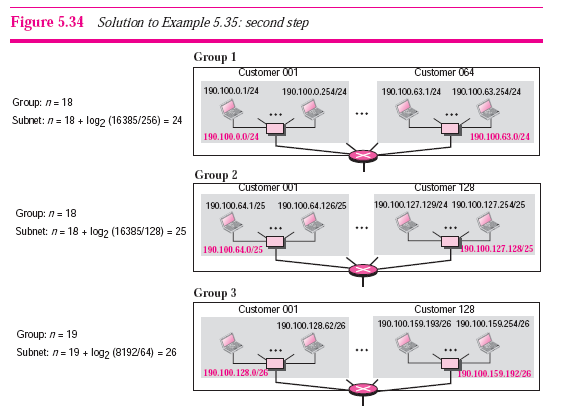 Figure 5.34 Solution to Example 5.35: second step
Group 1
Customer 001 Customer 064
190.100.0.1/24 190.100.0.254/24 190.100.63.1/24 190.100.63.254/24
Group: n = 18
Subnet: n = 18 + log2 (16385/256) = 24
... ... ...
190.100.0.0/24 190.100.63.0/24
Group 2
Customer 001 Customer 128
190.100.64.1/25 190.100.64.126/25 190.100.127.129/24 190.100.127.254/25
Group: n = 18
Subnet: n = 18 + log2 (16385/128) = 25
... ... ...
190.100.64.0/25 190.100.127.128/25
Group 3
Customer 001 Customer 128
190.100.128.62/26 190.100.159.193/26 190.100.159.254/26
Group: n = 19
Subnet: n = 19 + log2 (8192/64) = 26
... ... ...
190.100.128.0/26 190.100.159.192/26